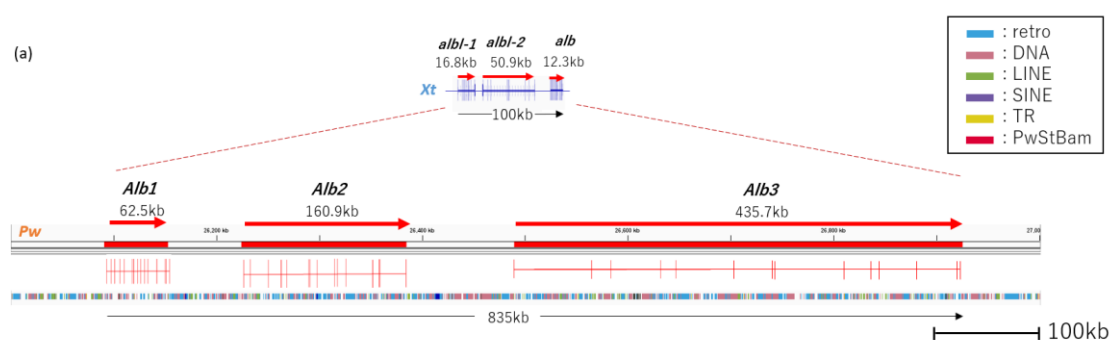 (a)
albl-1 albl-2 alb
16.8kb 50.9kb 12.3kb
Xt
100kb
: retro
: DNA
: LINE
: SINE
: TR
: PwStBam
Alb1 Alb2 Alb3
62.5kb 160.9kb 435.7kb
Pw
26,200 kb 26,400 kb 26,600 kb 26,800 kb 27,0
835kb
100kb